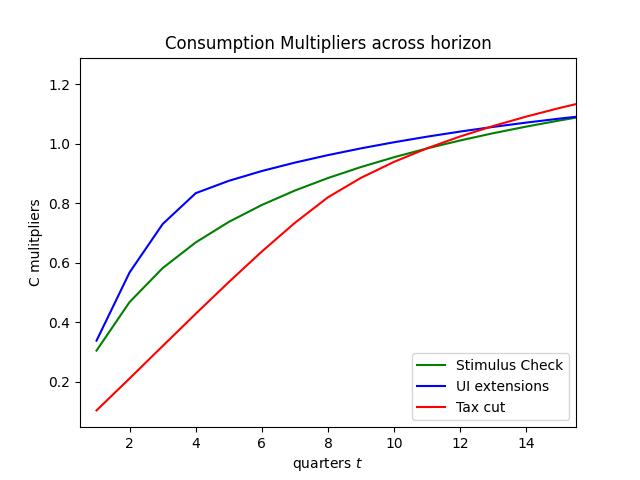 Consumption Multipliers across horizon
C mulitpliers
1.2
1.0
0.8
0.6
0.4
0.2
Stimulus Check
UI extensions
Tax cut
2 4 6 8 10 12 14
quarters t